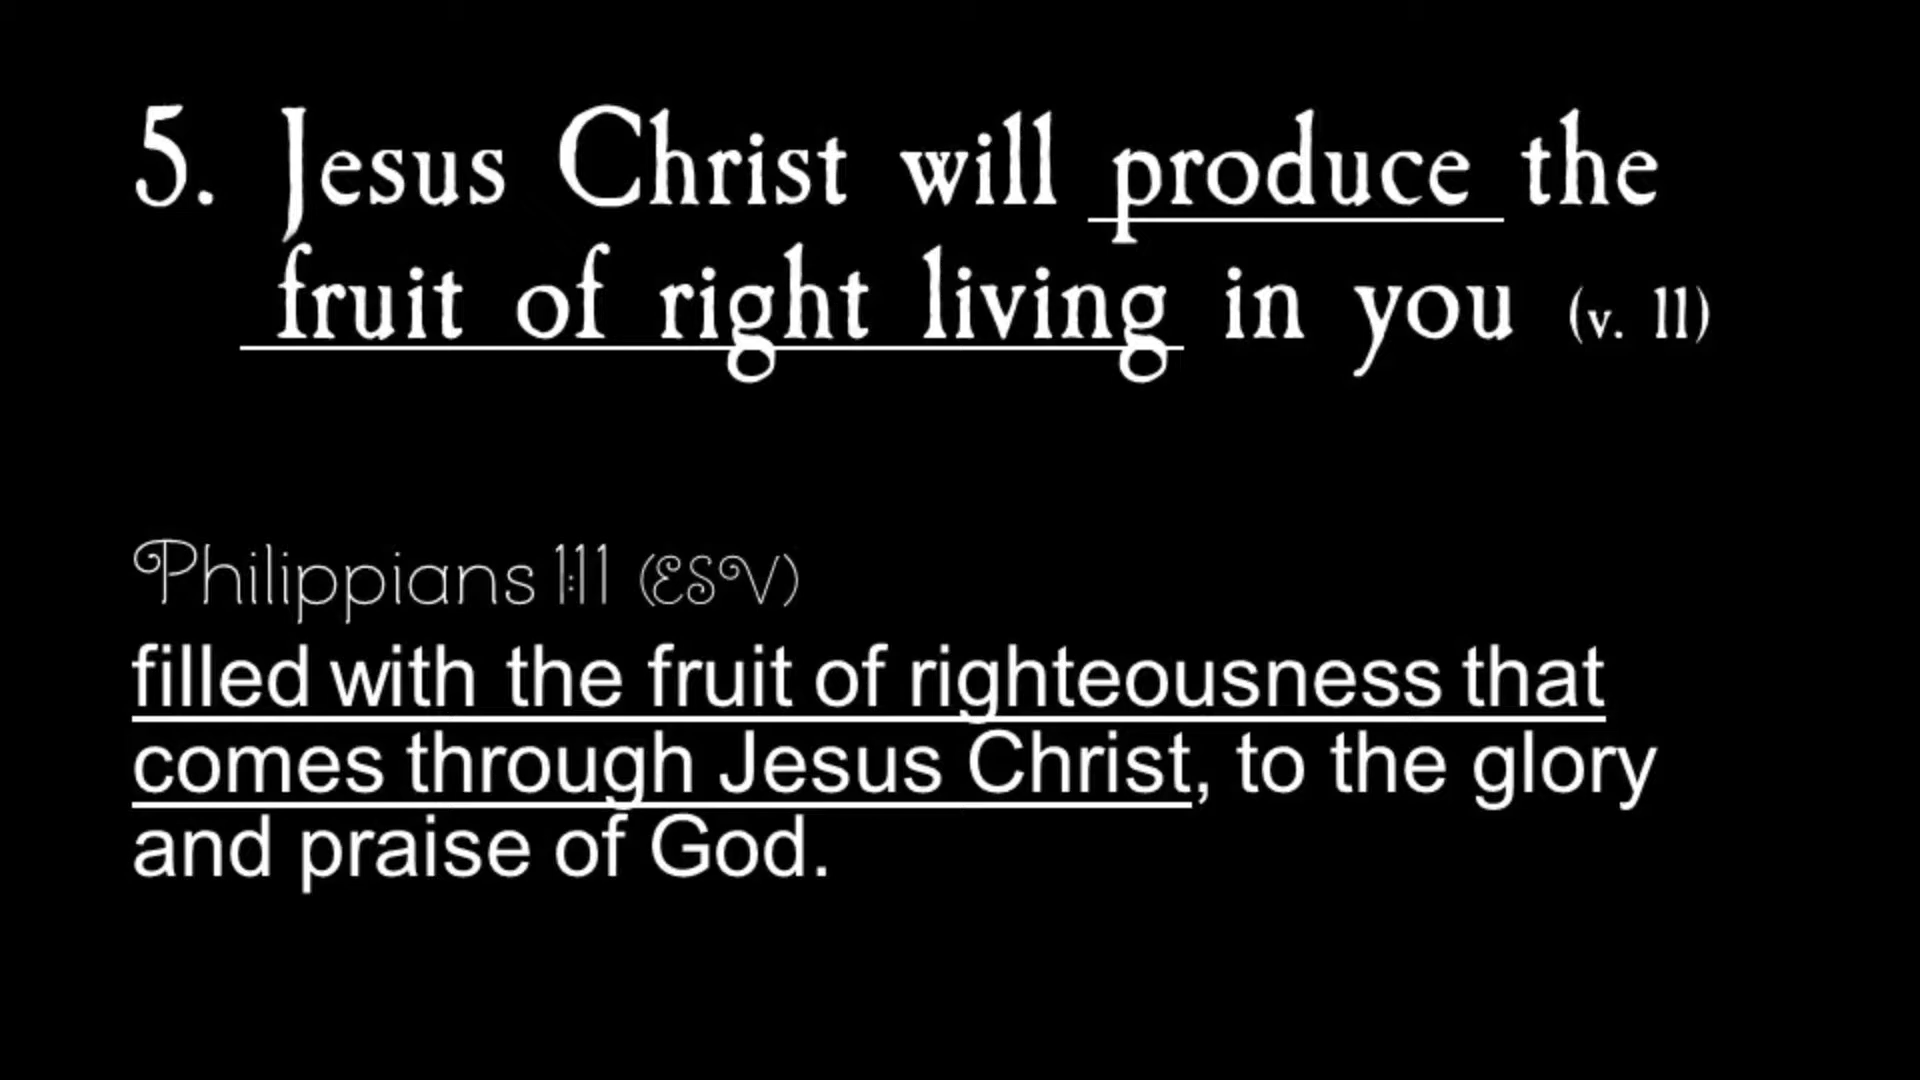 5. Jesus Christ will produce the
fruit of right living in you (v. 11)
Philippians 1:11 (ESV)
filled with the fruit of righteousness that
comes through Jesus Christ, to the glory
and praise of God.